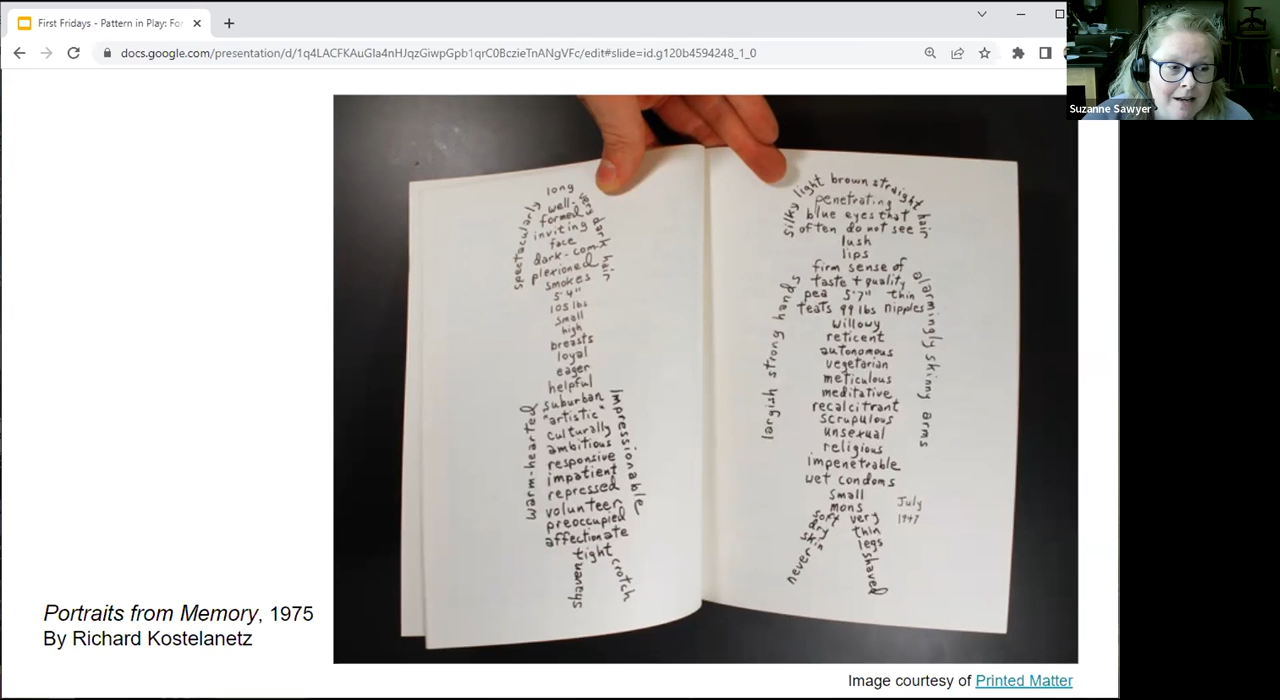 First Fridays - Pattern in Play: For
docs.google.com/presentation/d/1q4LACFKAuGla4nHJqzGiwpGpb1qrC0BczieTnANgVFc/edit#slide=id.g120b4594248_1_0
Suzanne Sawyer
long
spectacularly
very dark hair
well-
formed
inviting
face
dark-com-
plexioned
smokes
5'4"
105 lbs
small
high
breasts
loyal
eager
helpful
suburban
"artistic"
culturally
ambitious
responsive
impatient
repressed
volunteer
preoccupied
affectionate
warm-hearted
impressionable
tight
crotch
silky light brown straight hair
penetrating
blue eyes that
often do not see
lush
lips
firm sense of
taste + quality
pea 5'7" thin
teats 99 lbs nipples
willowy
reticent
autonomous
vegetarian
meticulous
meditative
recalcitrant
scrupulous
unsexual
religious
impenetrable
wet condoms
small
mons
largish strong hands
alarmingly skinny arms
soft
skin
never
very
thin
legs
shaved
July
Portraits from Memory, 1975
By Richard Kostelanetz
Image courtesy of Printed Matter